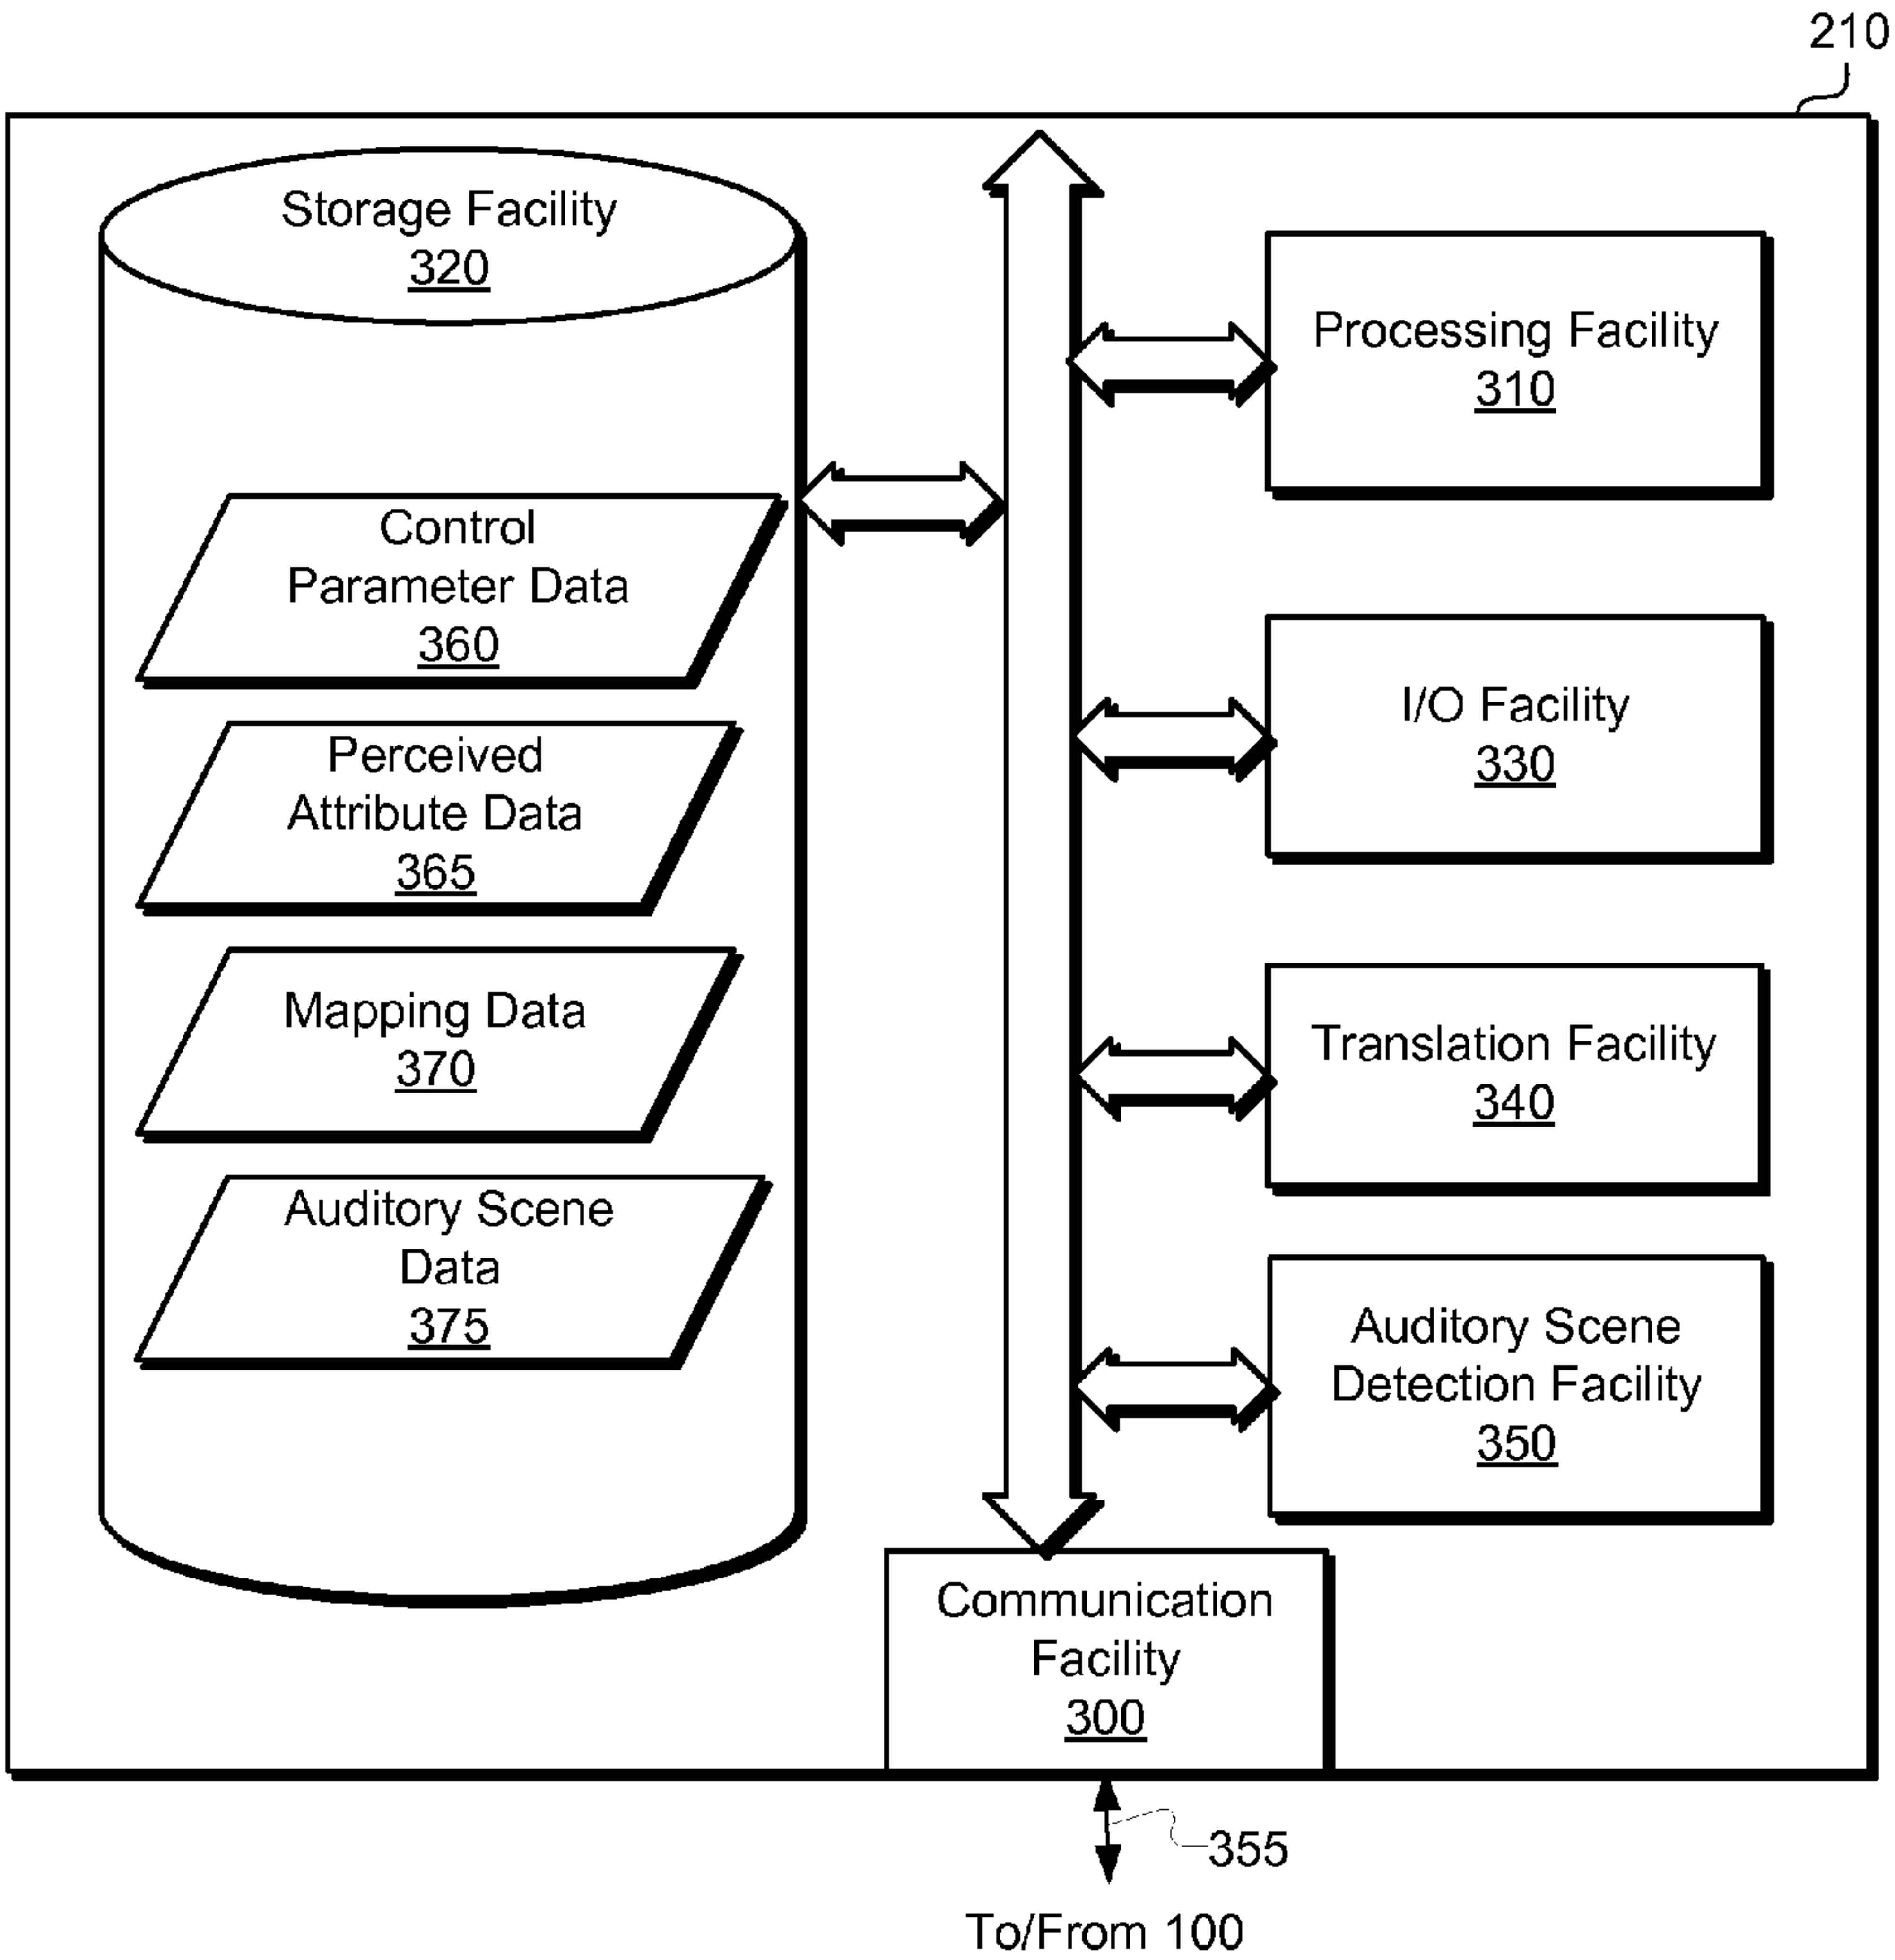 210
Storage Facility
320
Control
Parameter Data
360
Perceived
Attribute Data
365
Mapping Data
370
Auditory Scene
Data
375
Processing Facility
310
I/O Facility
330
Translation Facility
340
Auditory Scene
Detection Facility
350
Communication
Facility
300
355
To/From 100